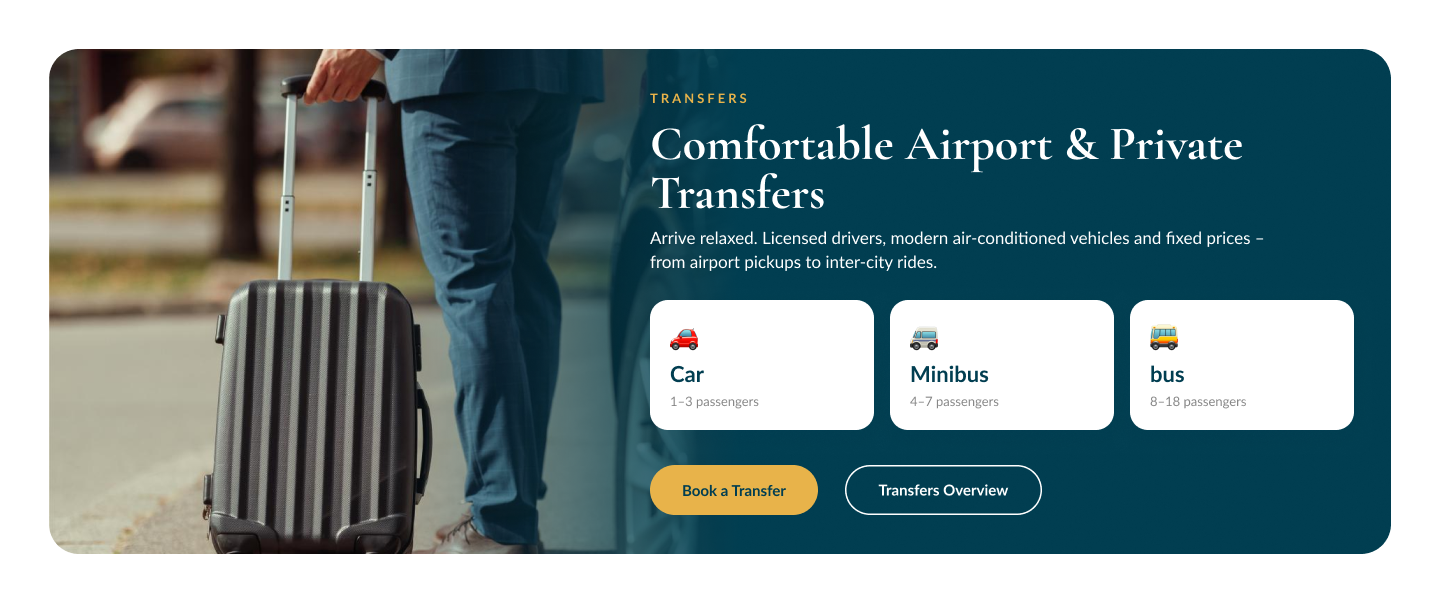 TRANSFERS
Comfortable Airport & Private
Transfers
Arrive relaxed. Licensed drivers, modern air-conditioned vehicles and fixed prices –
from airport pickups to inter-city rides.
Car
1–3 passengers
Minibus
4–7 passengers
bus
8–18 passengers
Book a Transfer
Transfers Overview